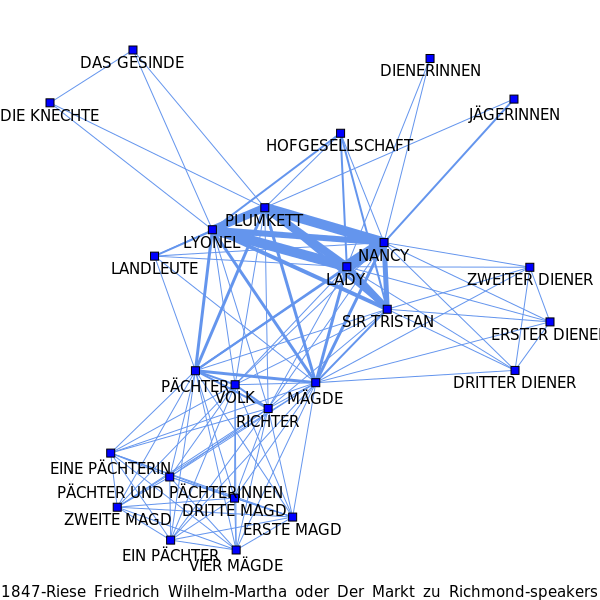 DAS GESINDE
DIENERINNEN
DIE KNECHTE
JÄGERINNEN
HOFGESELLSCHAFT
PLUMKETT
LYONEL
NANCY
LANDLEUTE
LADY
ZWEITER DIENER
SIR TRISTAN
ERSTER DIENE
DRITTER DIENER
PÄCHTER
VOLK
MÄGDE
RICHTER
EINE PÄCHTERIN
PÄCHTER UND PÄCHTERINNEN
DRITTE MAGD
ZWEITE MAGD
ERSTE MAGD
EIN PÄCHTER
VIER MÄGDE
1847-Riese Friedrich Wilhelm-Martha oder Der Markt zu Richmond-speakers